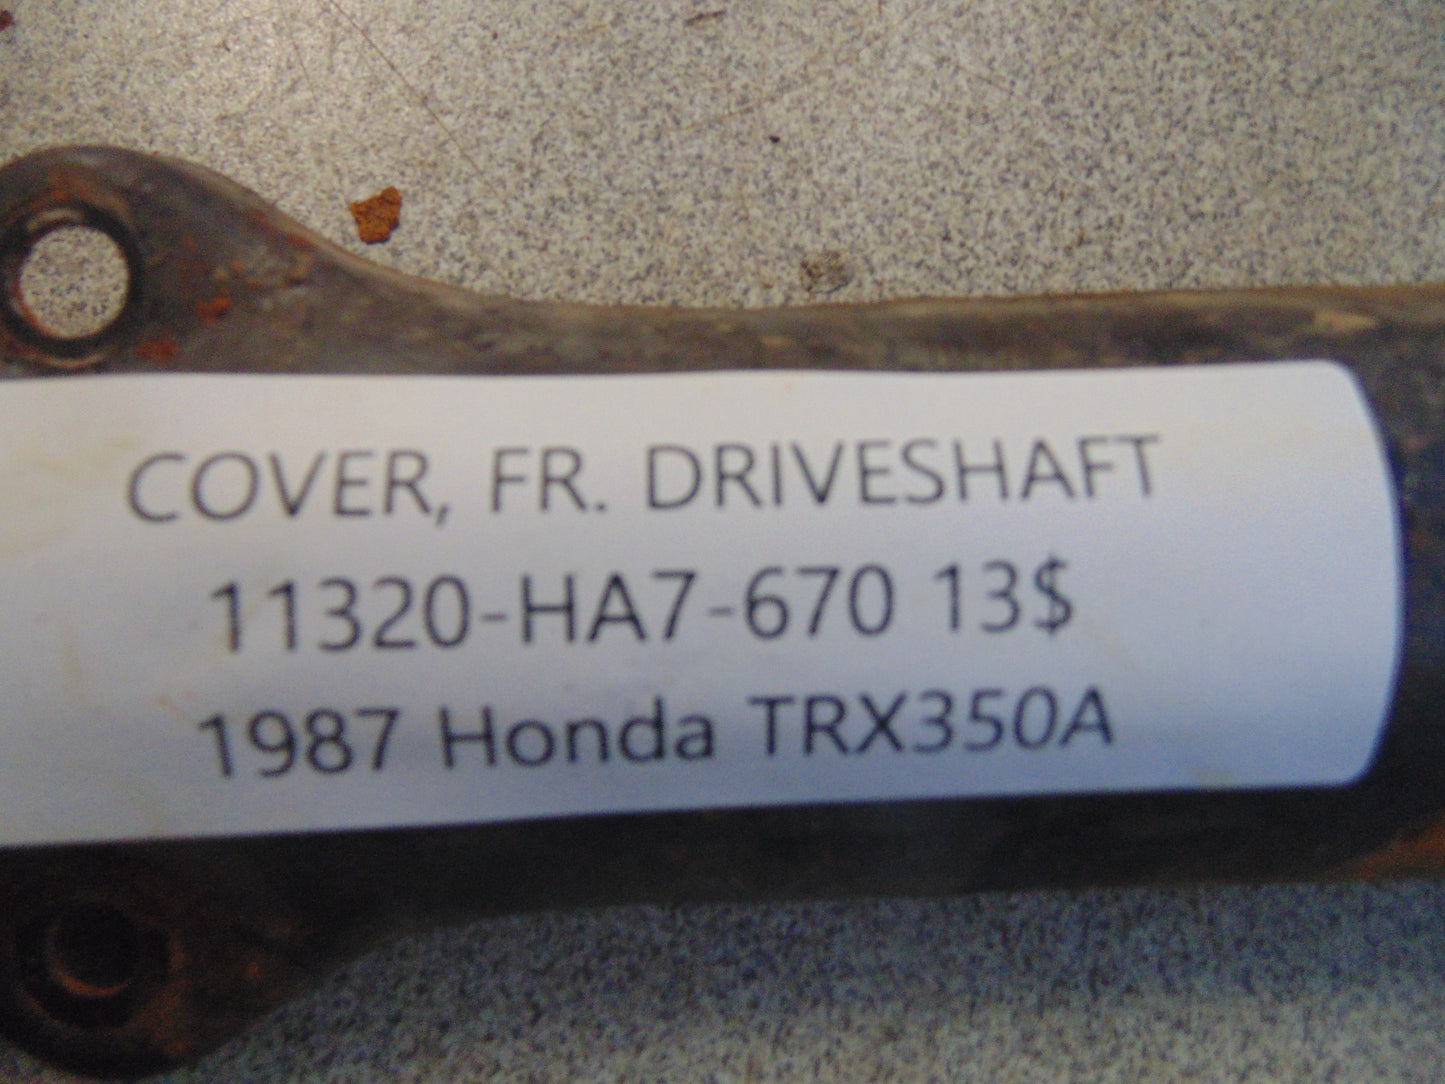 COVER, FR. DRIVESHAFT
11320-HA7-670 13$
1987 Honda TRX350A